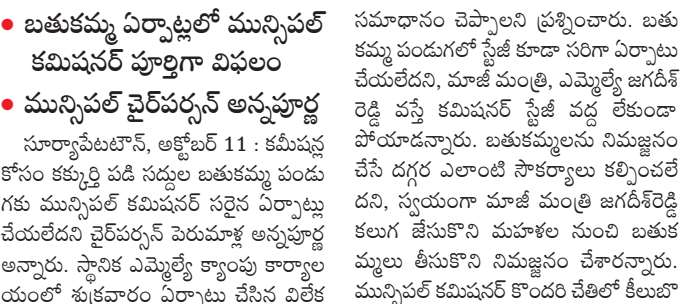 • బతుకమ్మ ఏర్పాట్లలో మున్సిపల్
కమిషనర్ పూర్తిగా విఫలం
• మున్సిపల్ చైర్‌పర్సన్ అన్నపూర్ణ
సూర్యాపేటటౌన్, అక్టోబర్ 11 : కమీషన్ల
కోసం కక్కుర్తి పడి సద్దుల బతుకమ్మ పండు
గకు మున్సిపల్ కమిషనర్ సరైన ఏర్పాట్లు
చేయలేదని చైర్‌పర్సన్ పెరుమాళ్ల అన్నపూర్ణ
అన్నారు. స్థానిక ఎమ్మెల్యే క్యాంపు కార్యాల
యంలో శుక్రవారం ఏర్పాటు చేసిన విలేక
సమాధానం చెప్పాలని ప్రశ్నించారు. బతు
కమ్మ పండుగలో స్టేజీ కూడా సరిగా ఏర్పాటు
చేయలేదని, మాజీ మంత్రి, ఎమ్మెల్యే జగదీశ్
రెడ్డి వస్తే కమిషనర్ స్టేజీ వద్ద లేకుండా
పోయాడన్నారు. బతుకమ్మలను నిమజ్జనం
చేసే దగ్గర ఎలాంటి సౌకర్యాలు కల్పించలే
దని, స్వయంగా మాజీ మంత్రి జగదీశ్‌రెడ్డి
కలుగ జేసుకొని మహళల నుంచి బతుక
మ్మలు తీసుకొని నిమజ్జనం చేశారన్నారు.
మున్సిపల్ కమిషనర్ కొందరి చేతిలో కీలుబొ